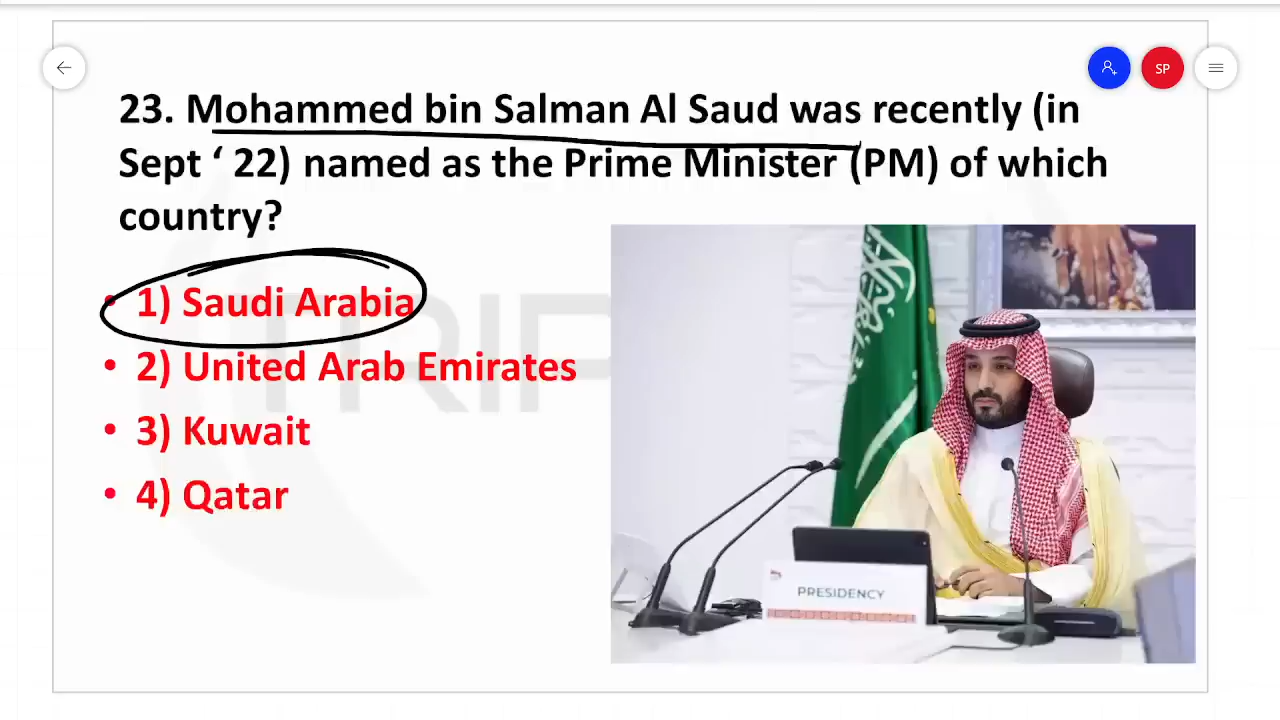 SP
23. Mohammed bin Salman Al Saud was recently (in
Sept ‘ 22) named as the Prime Minister (PM) of which
country?
• 1) Saudi Arabia
• 2) United Arab Emirates
• 3) Kuwait
• 4) Qatar
PRESIDENCY